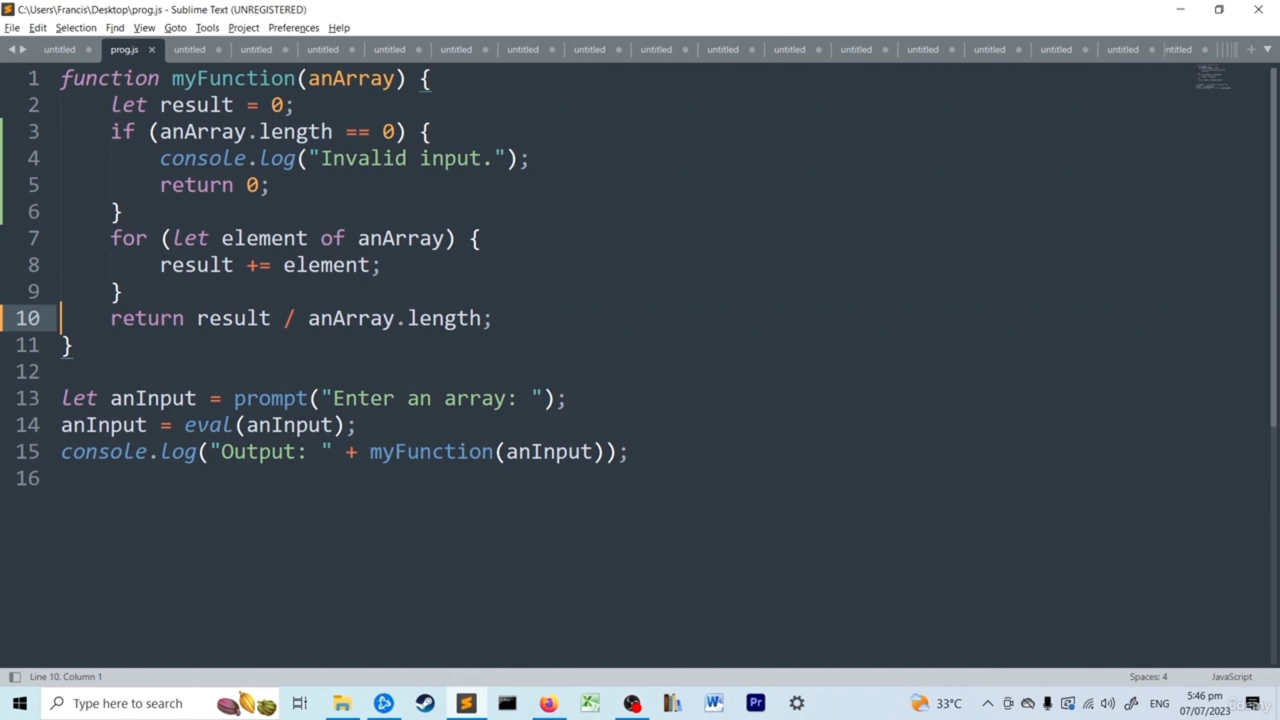 C:\Users\Francis\Desktop\prog.js - Sublime Text (UNREGISTERED)
File Edit Selection Find View Goto Tools Project Preferences Help
untitled prog.js untitled untitled untitled untitled untitled untitled untitled untitled untitled untitled untitled untitled untitled untitled untitled ntitled
1 function myFunction(anArray) {
2 let result = 0;
3 if (anArray.length == 0) {
4 console.log("Invalid input.");
5 return 0;
6 }
7 for (let element of anArray) {
8 result += element;
9 }
10 return result / anArray.length;
11 }
12
13 let anInput = prompt("Enter an array: ");
14 anInput = eval(anInput);
15 console.log("Output: " + myFunction(anInput));
16
Line 10, Column 1 Spaces: 4 JavaScript
Type here to search 33°C ENG 5:46 pm
07/07/2023
Udemy